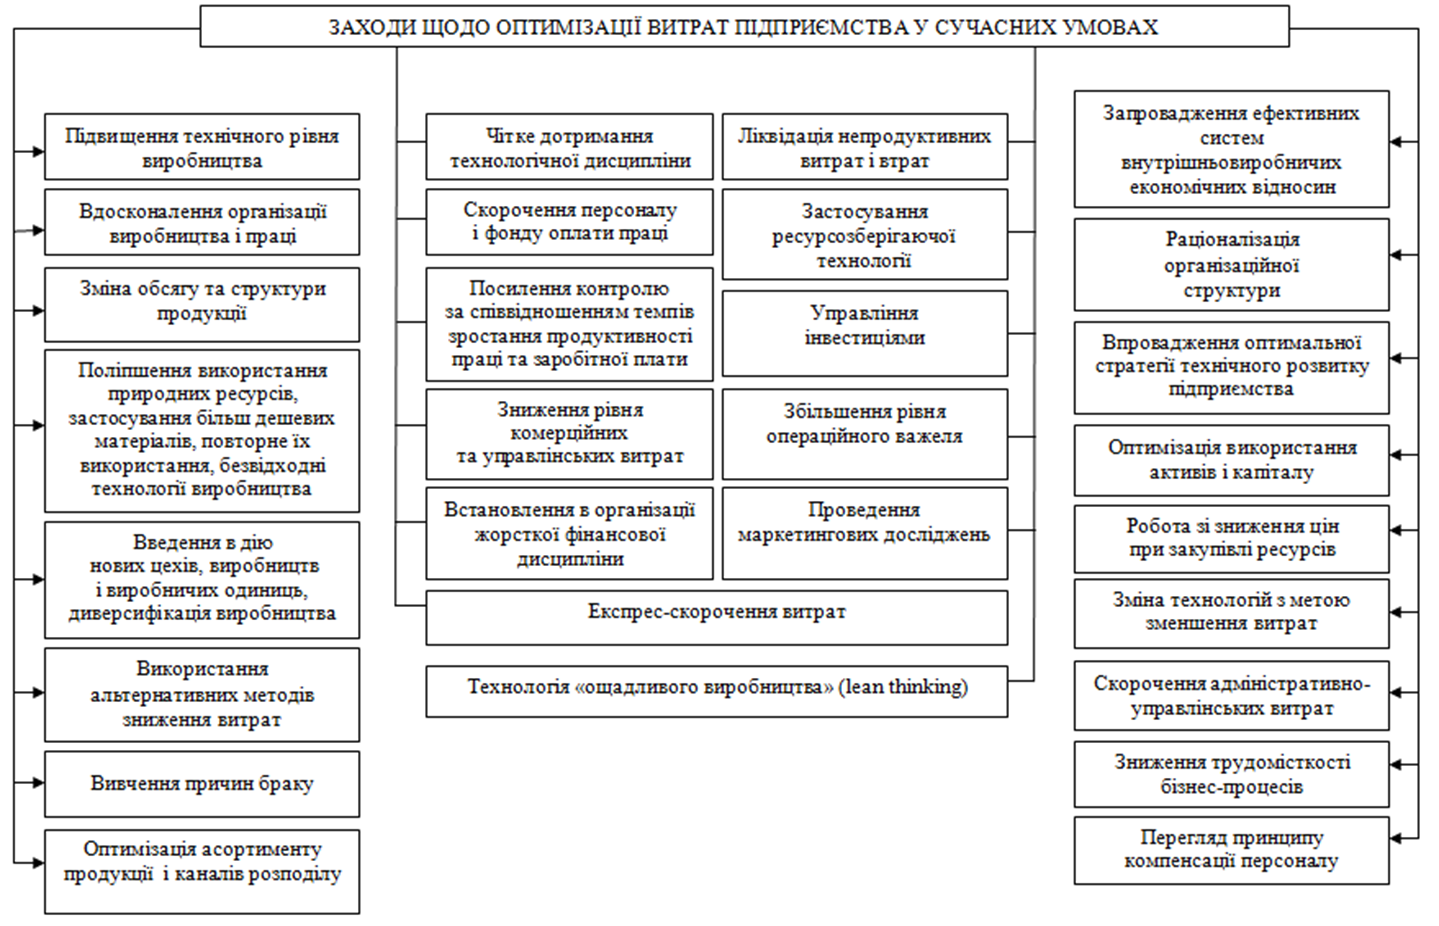 ЗАХОДИ ЩОДО ОПТИМІЗАЦІЇ ВИТРАТ ПІДПРИЄМСТВА У СУЧАСНИХ УМОВАХ
Підвищення технічного рівня
виробництва
Вдосконалення організації
виробництва і праці
Зміна обсягу та структури
продукції
Поліпшення використання
природних ресурсів,
застосування більш дешевих
матеріалів, повторне їх
використання, безвідходні
технології виробництва
Введення в дію
нових цехів, виробництв
і виробничих одиниць,
диверсифікація виробництва
Використання
альтернативних методів
зниження витрат
Вивчення причин браку
Оптимізація асортименту
продукції і каналів розподілу
Чітке дотримання
технологічної дисципліни
Скорочення персоналу
і фонду оплати праці
Посилення контролю
за співвідношенням темпів
зростання продуктивності
праці та заробітної плати
Зниження рівня
комерційних
та управлінських витрат
Встановлення в організації
жорсткої фінансової
дисципліни
Ліквідація непродуктивних
витрат і втрат
Застосування
ресурсозберігаючої
технології
Управління
інвестиціями
Збільшення рівня
операційного важеля
Проведення
маркетингових досліджень
Експрес-скорочення витрат
Технологія «ощадливого виробництва» (lean thinking)
Запровадження ефективних
систем
внутрішньовиробничих
економічних відносин
Раціоналізація
організаційної
структури
Впровадження оптимальної
стратегії технічного розвитку
підприємства
Оптимізація використання
активів і капіталу
Робота зі зниження цін
при закупівлі ресурсів
Зміна технологій з метою
зменшення витрат
Скорочення адміністративно-
управлінських витрат
Зниження трудомісткості
бізнес-процесів
Перегляд принципу
компенсації персоналу